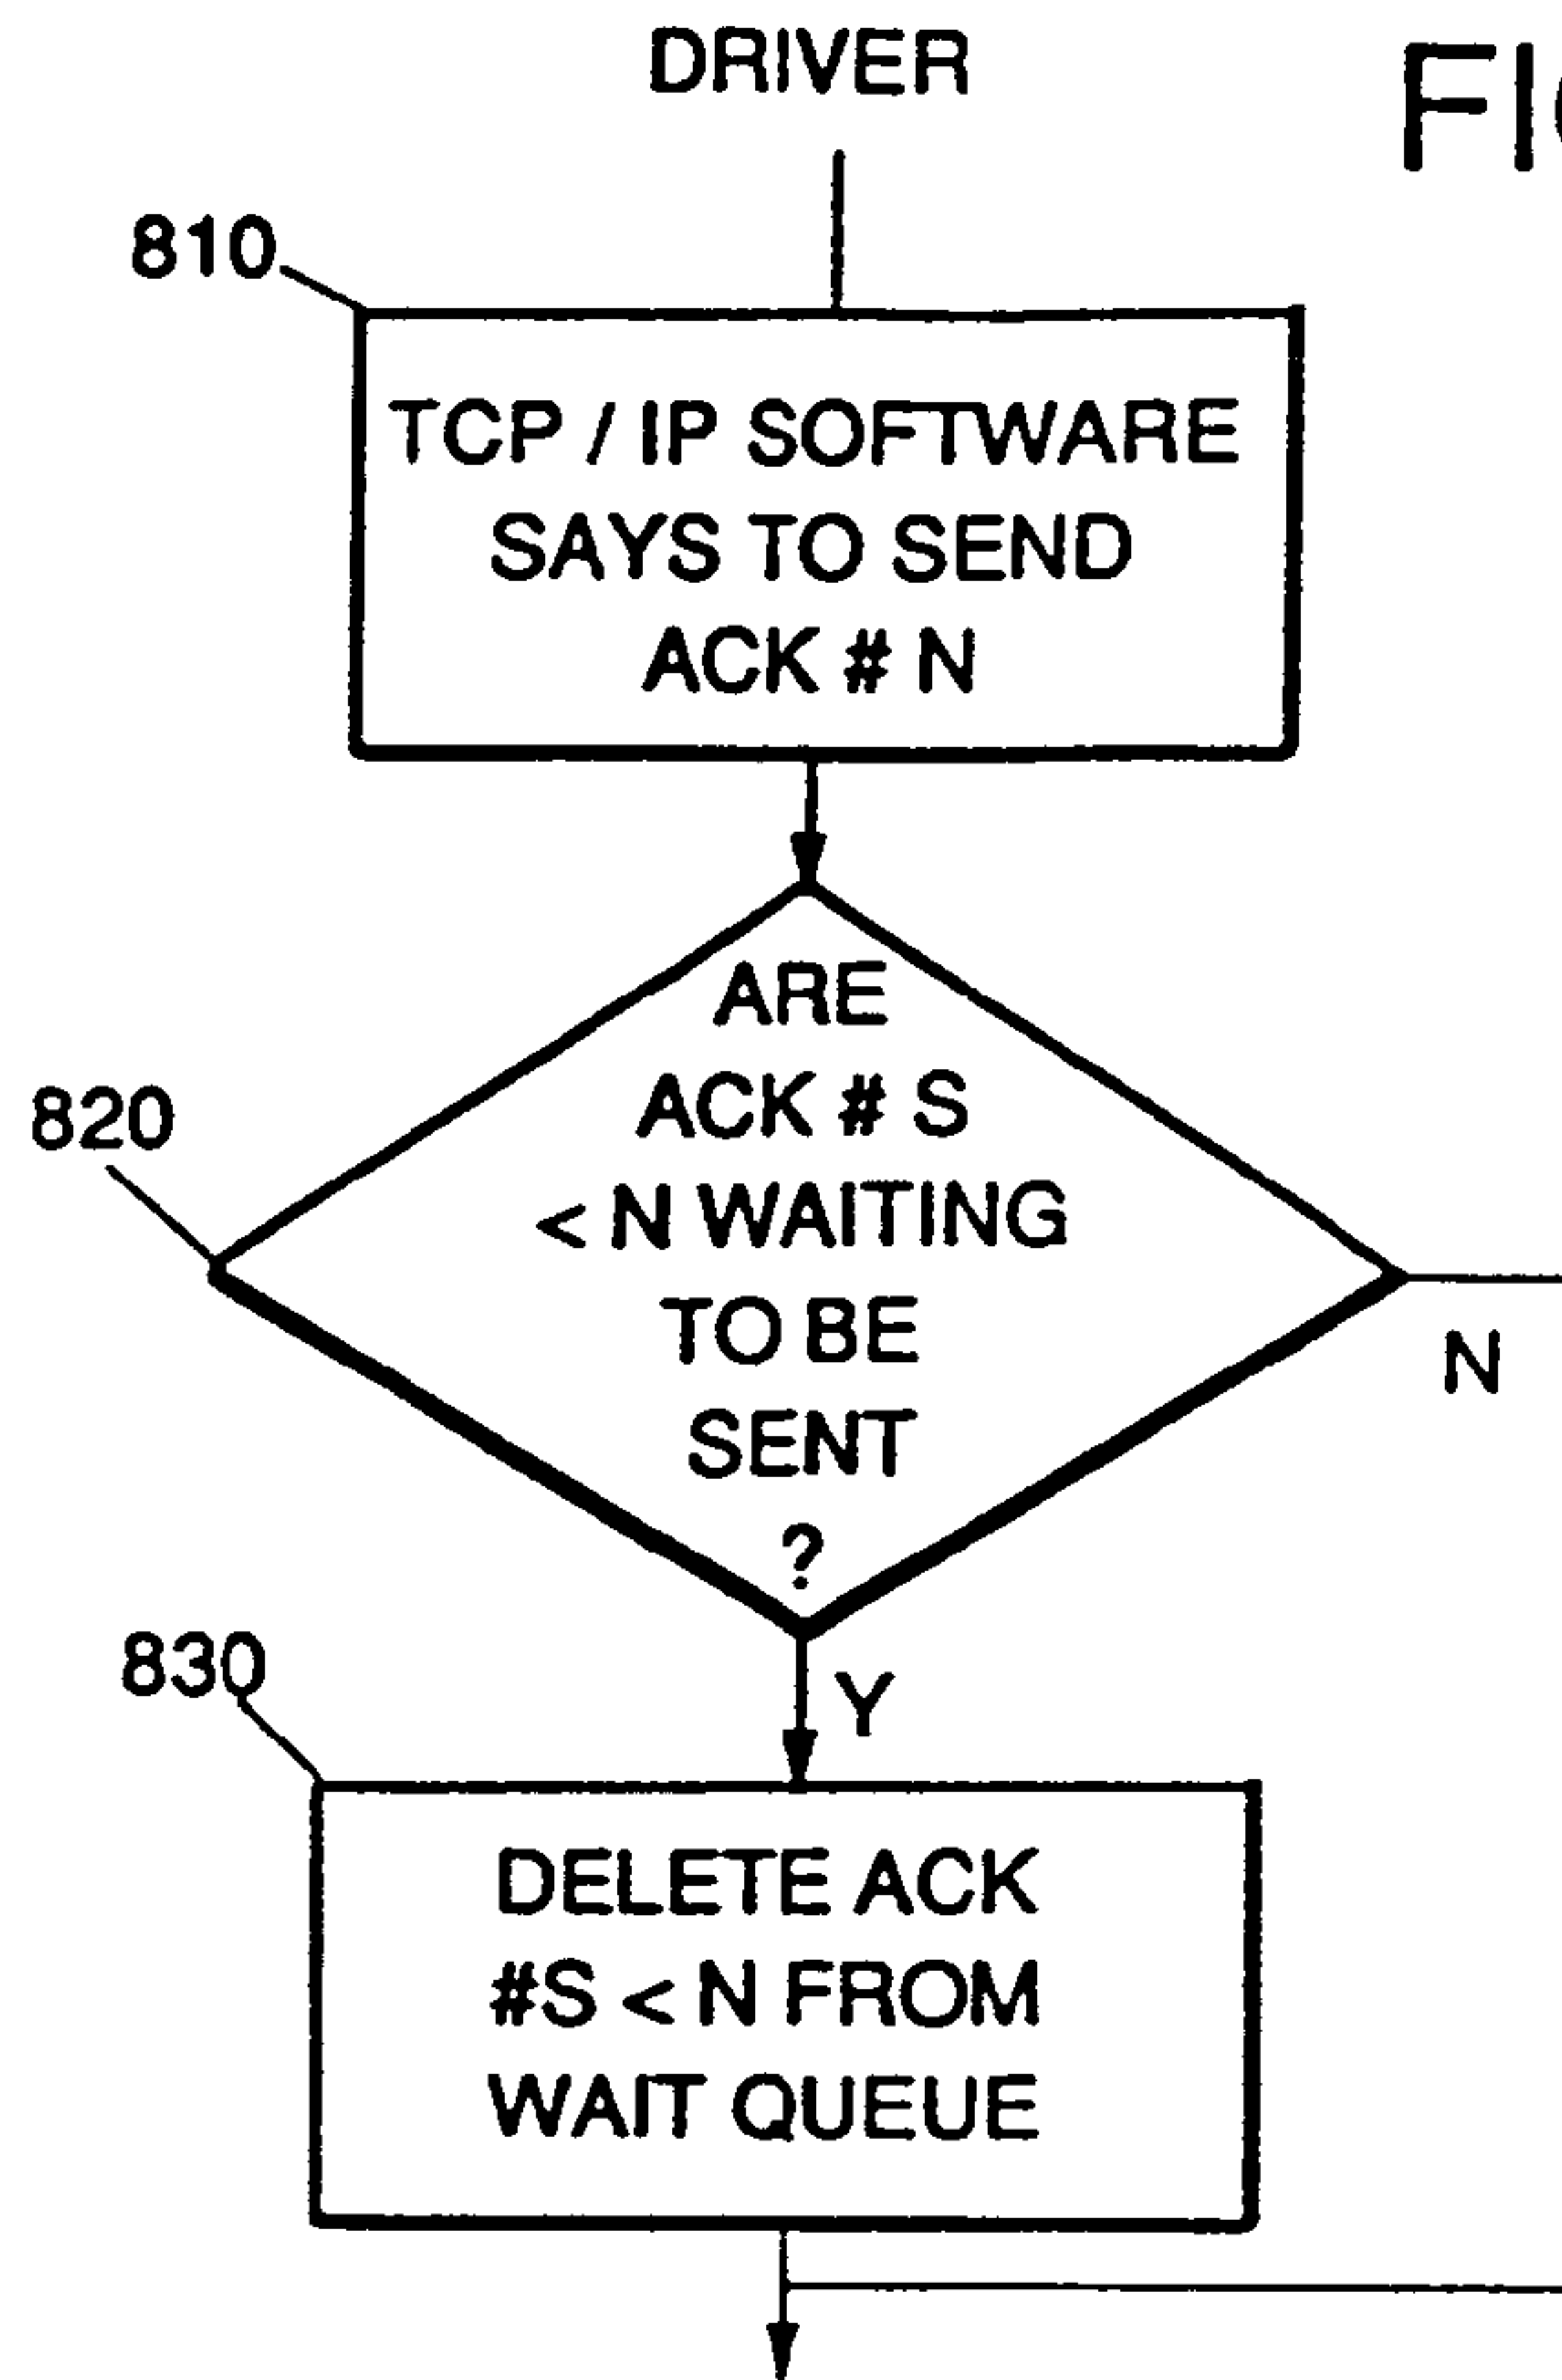 DRIVER
810
TCP / IP SOFTWARE
SAYS TO SEND
ACK # N
820
ARE
ACK # S
< N WAITING
TO BE
SENT
?
N
830
Y
DELETE ACK
#S < N FROM
WAIT QUEUE